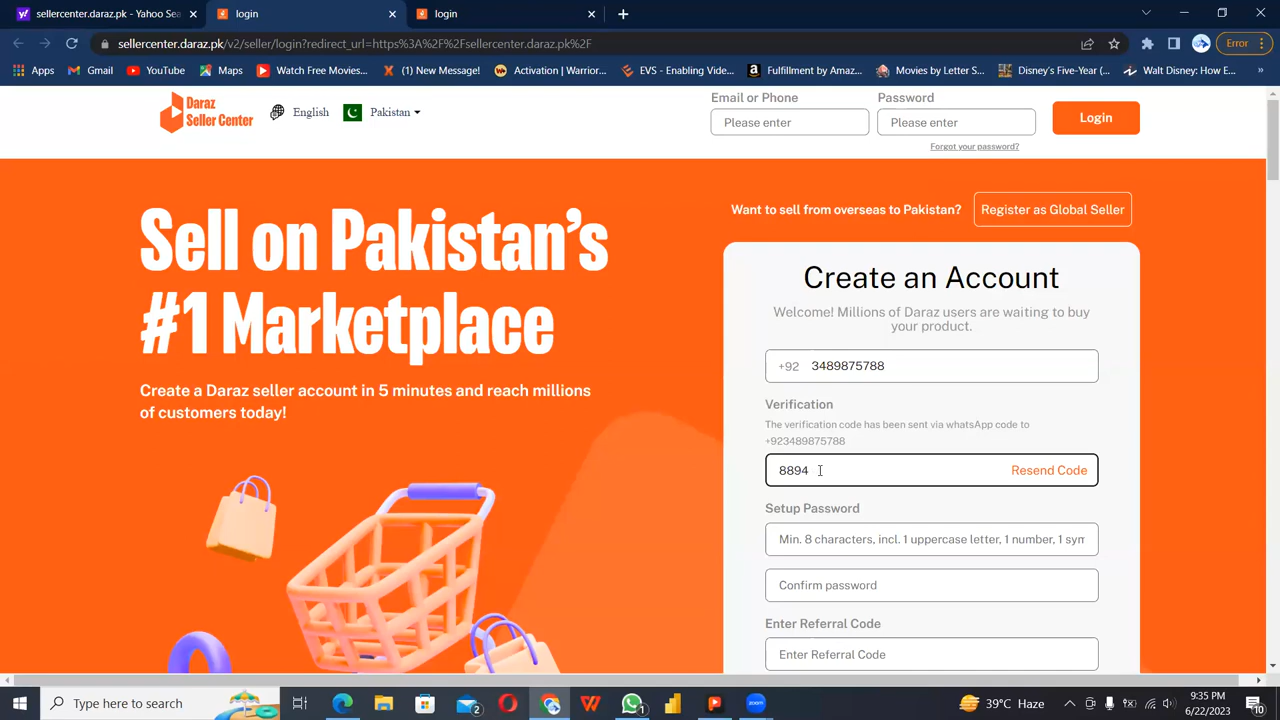 sellercenter.daraz.pk - Yahoo Sea
login
login
sellercenter.daraz.pk/v2/seller/login?redirect_url=https%3A%2F%2Fsellercenter.daraz.pk%2F
Error
Apps
Gmail
YouTube
Maps
Watch Free Movies...
(1) New Message!
Activation | Warrior...
EVS - Enabling Vide...
Fulfillment by Amaz...
Movies by Letter S...
Disney's Five-Year (...
Walt Disney: How E...
»
Daraz
Seller Center
English
Pakistan
Email or Phone
Please enter
Password
Please enter
Login
Forgot your password?
Sell on Pakistan's
#1 Marketplace
Create a Daraz seller account in 5 minutes and reach millions
of customers today!
Want to sell from overseas to Pakistan?
Register as Global Seller
Create an Account
Welcome! Millions of Daraz users are waiting to buy
your product.
+92 3489875788
Verification
The verification code has been sent via whatsApp code to
+923489875788
8894
Resend Code
Setup Password
Min. 8 characters, incl. 1 uppercase letter, 1 number, 1 sym
Confirm password
Enter Referral Code
Enter Referral Code
Type here to search
2
1
39°C Haze
9:35 PM
6/22/2023
10